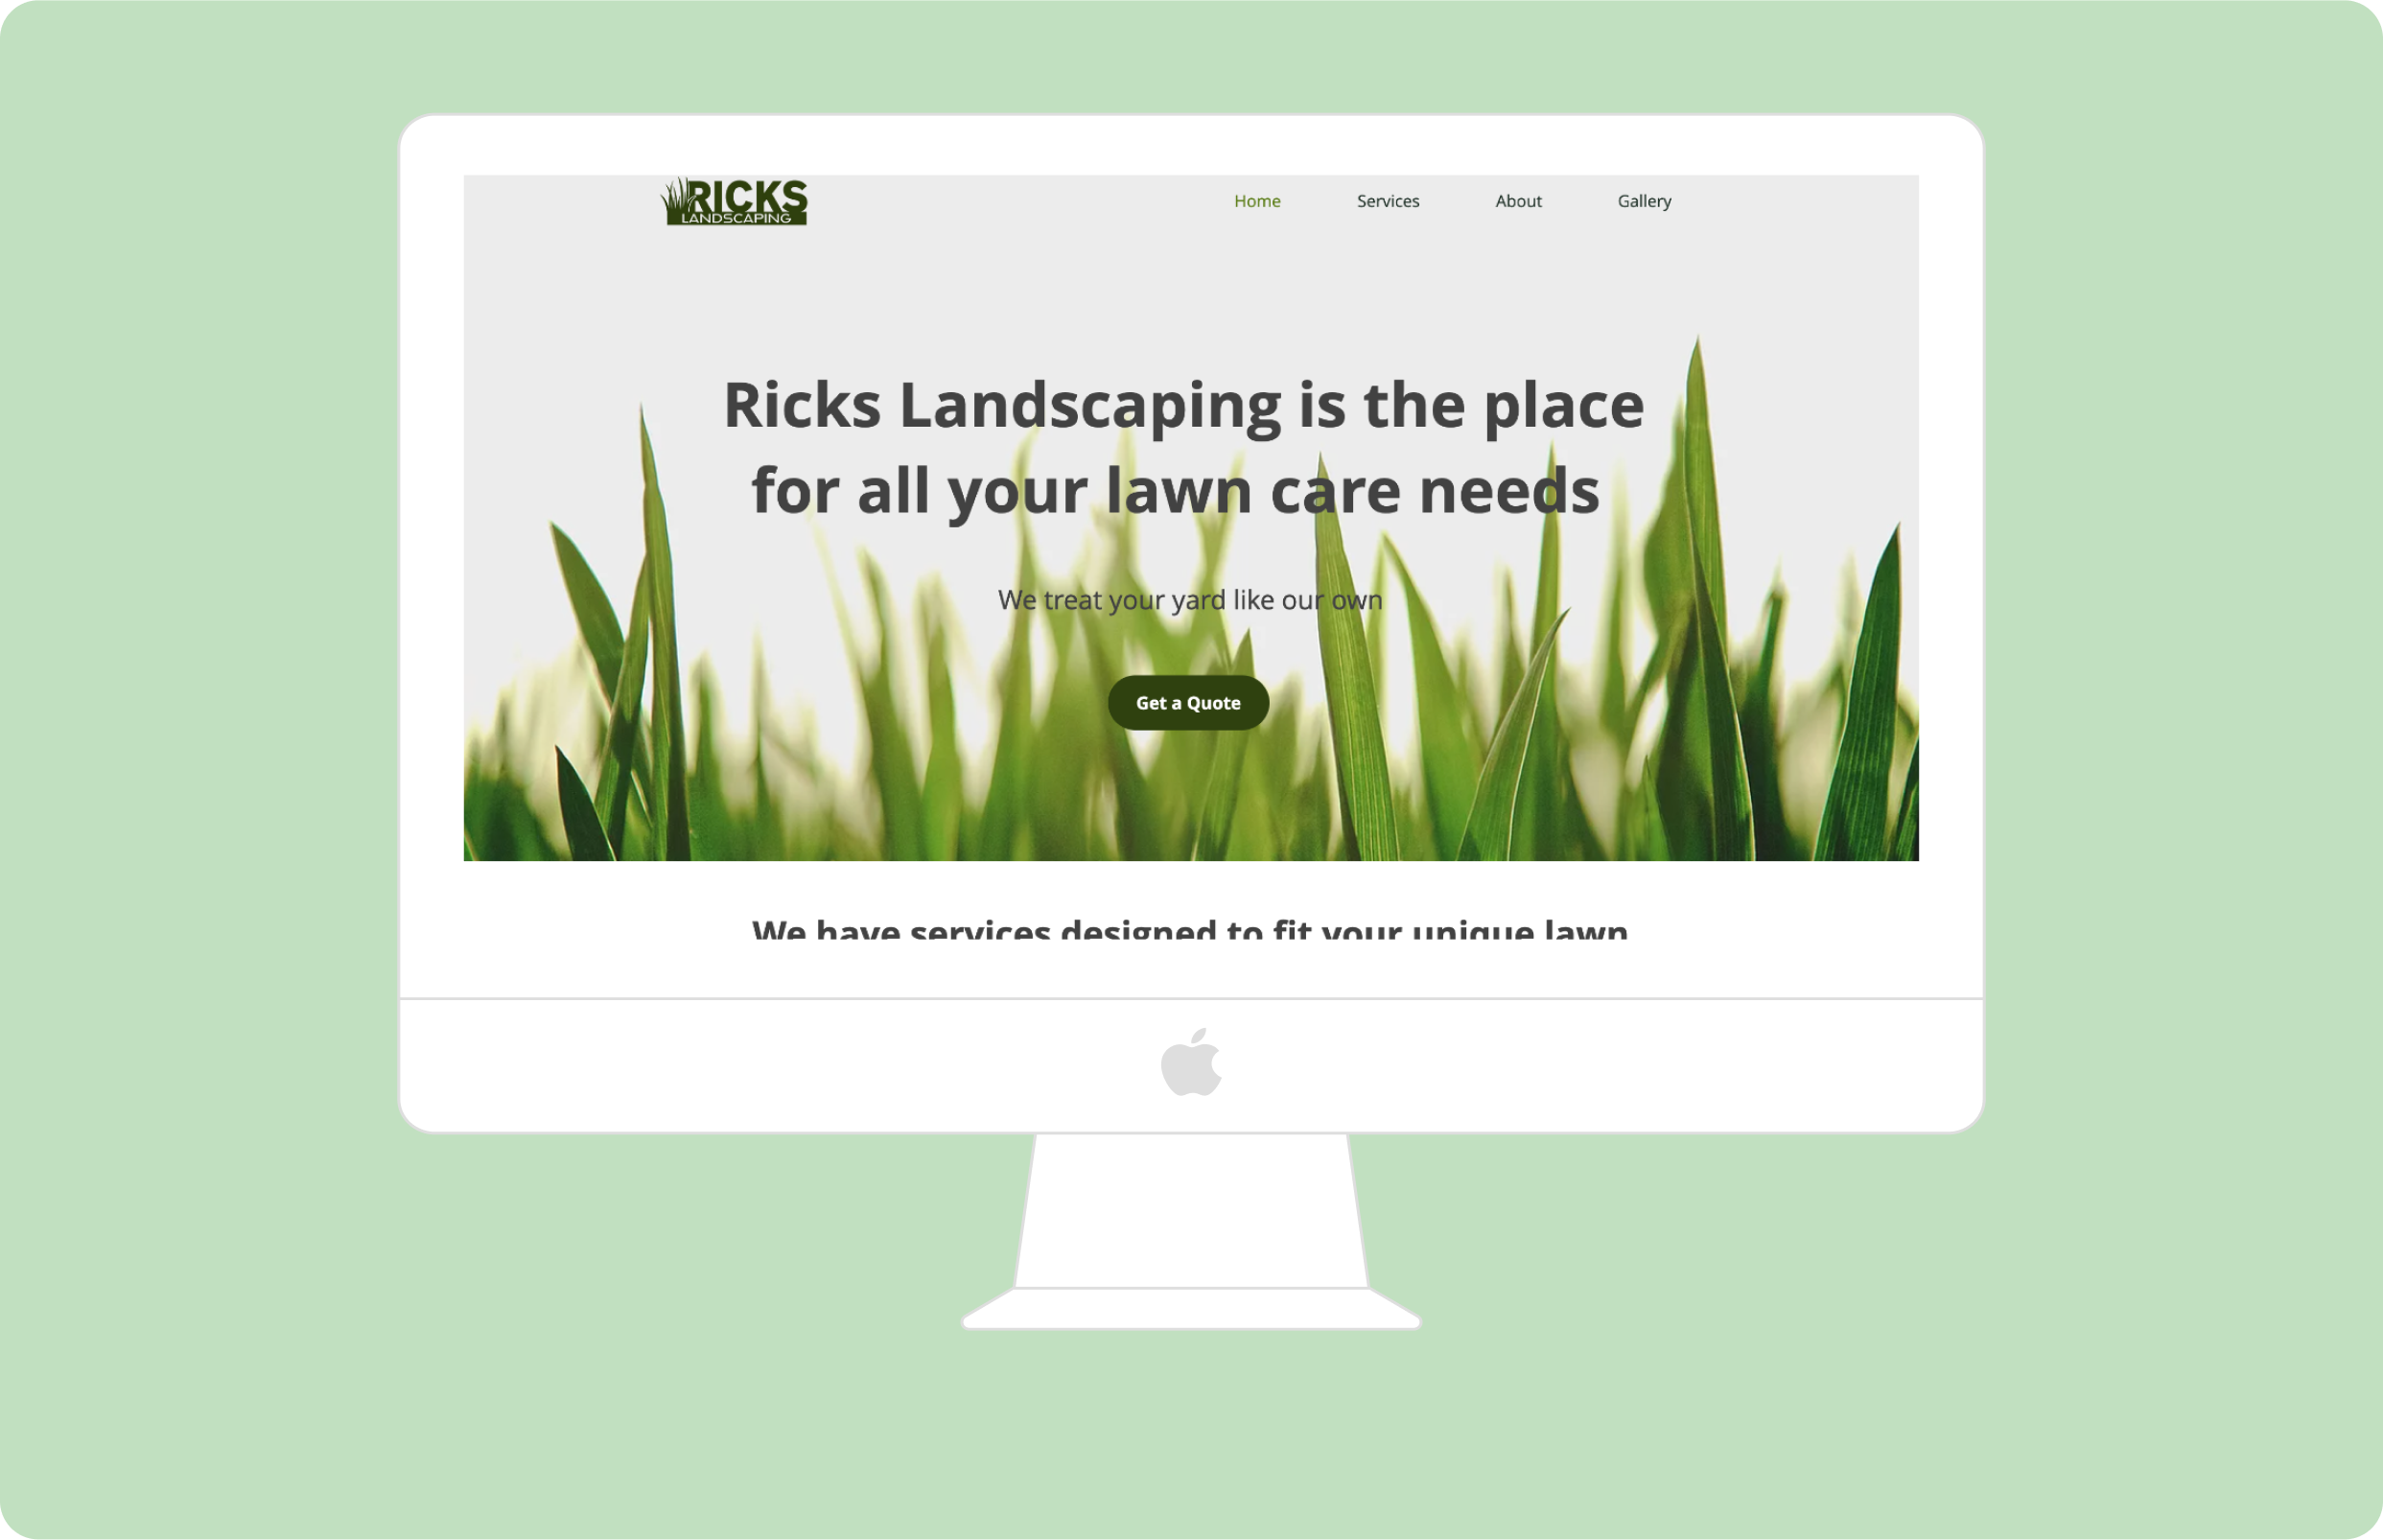 RICKS
LANDSCAPING
Home Services About Gallery
Ricks Landscaping is the place
for all your lawn care needs
We treat your yard like our own
Get a Quote
We have services designed to fit your unique lawn